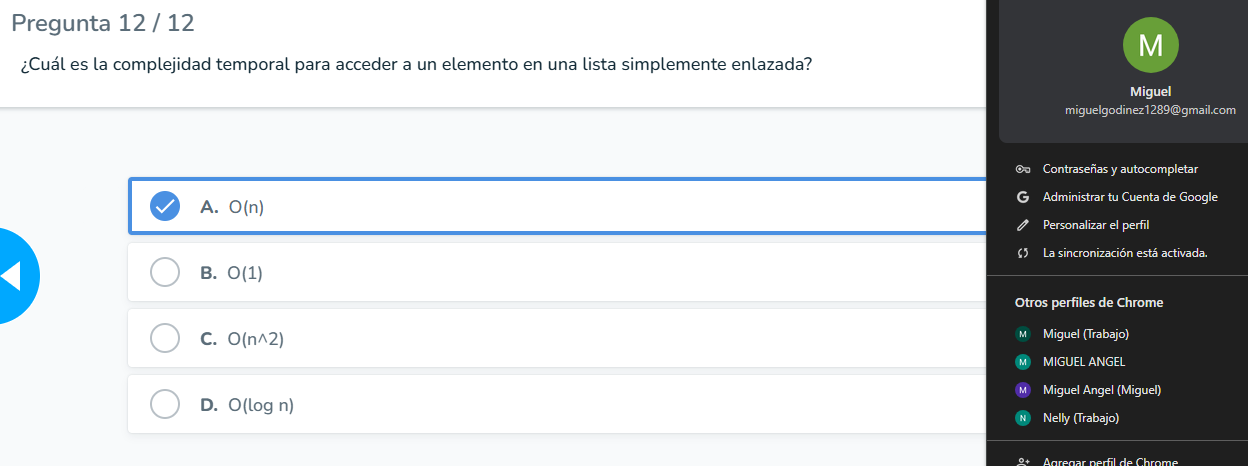 Pregunta 12 / 12
¿Cuál es la complejidad temporal para acceder a un elemento en una lista simplemente enlazada?
A. O(n)
B. O(1)
C. O(n^2)
D. O(log n)
M
Miguel
miguelgodinez1289@gmail.com
Contraseñas y autocompletar
G Administrar tu Cuenta de Google
Personalizar el perfil
La sincronización está activada.
Otros perfiles de Chrome
M Miguel (Trabajo)
M MIGUEL ANGEL
M Miguel Angel (Miguel)
N Nelly (Trabajo)
Agregar perfil de Chrome